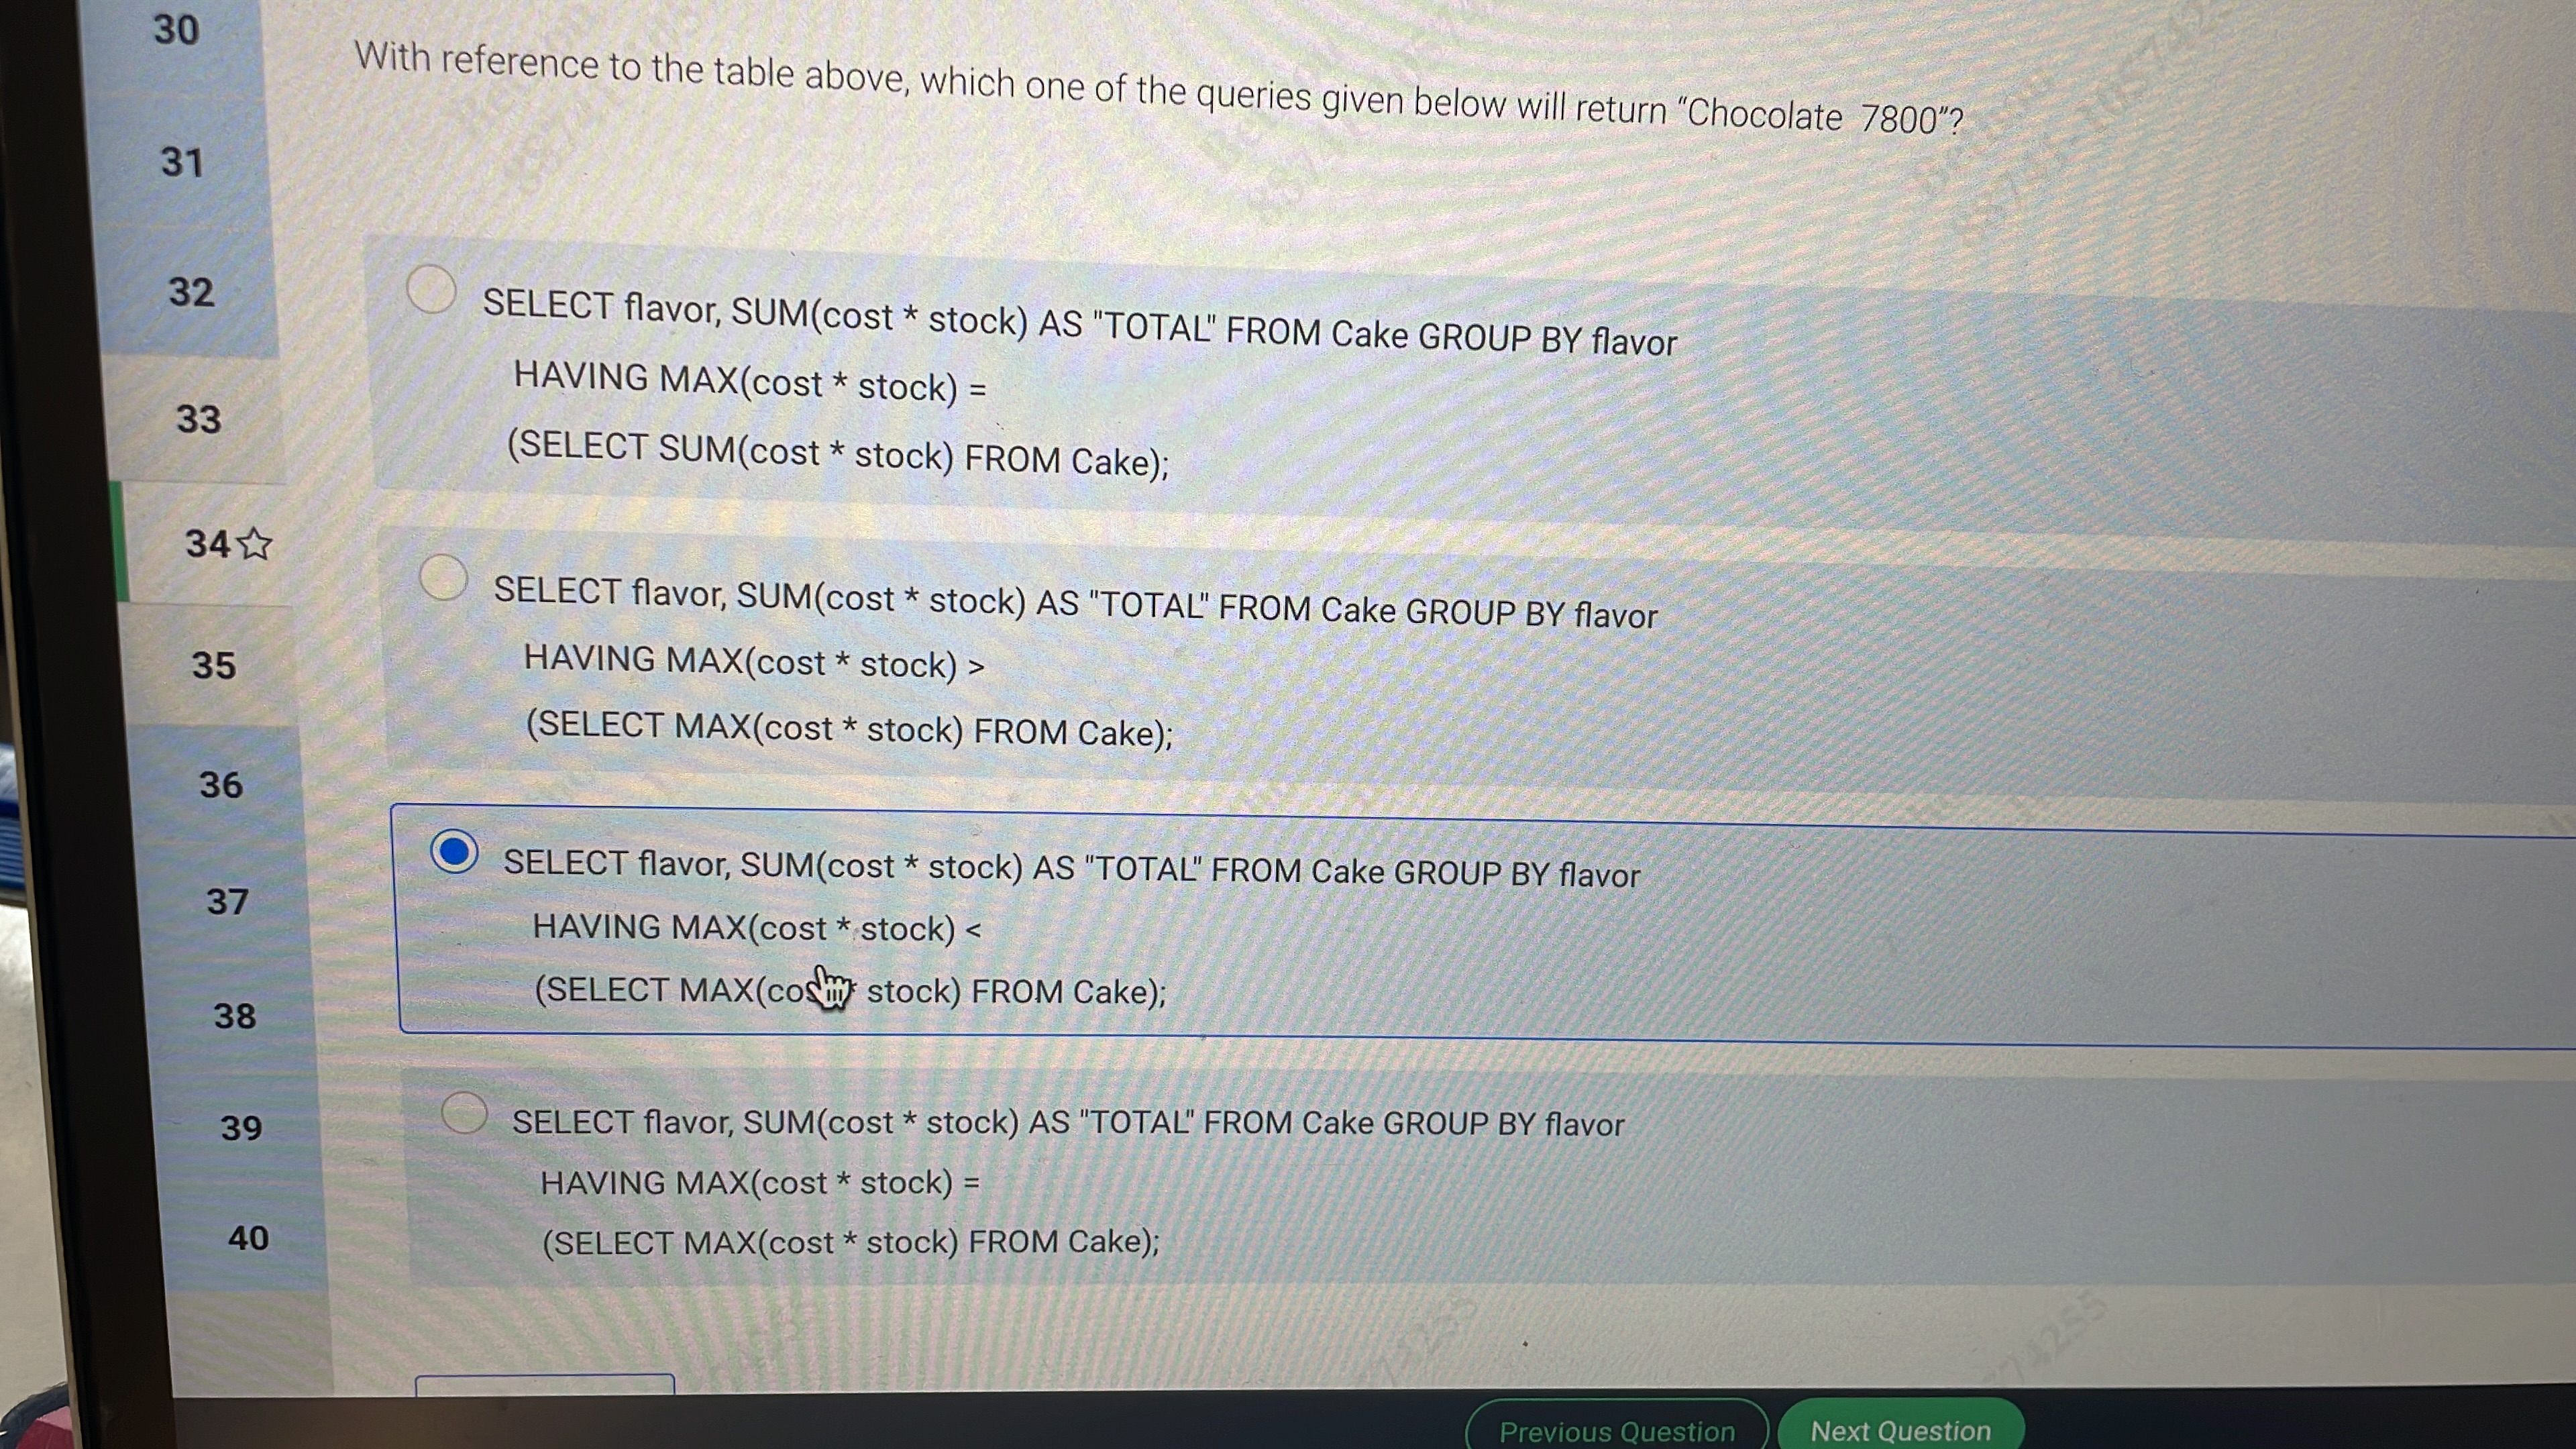 30
31
32
33
34
35
36
37
38
39
40
With reference to the table above, which one of the queries given below will return "Chocolate 7800"?
SELECT flavor, SUM(cost * stock) AS "TOTAL" FROM Cake GROUP BY flavor
HAVING MAX(cost * stock) =
(SELECT SUM(cost * stock) FROM Cake);
SELECT flavor, SUM(cost * stock) AS "TOTAL" FROM Cake GROUP BY flavor
HAVING MAX(cost * stock) >
(SELECT MAX(cost * stock) FROM Cake);
SELECT flavor, SUM(cost * stock) AS "TOTAL" FROM Cake GROUP BY flavor
HAVING MAX(cost * stock) <
(SELECT MAX(cos stock) FROM Cake);
SELECT flavor, SUM(cost * stock) AS "TOTAL" FROM Cake GROUP BY flavor
HAVING MAX(cost * stock) =
(SELECT MAX(cost * stock) FROM Cake);
Previous Question
Next Question